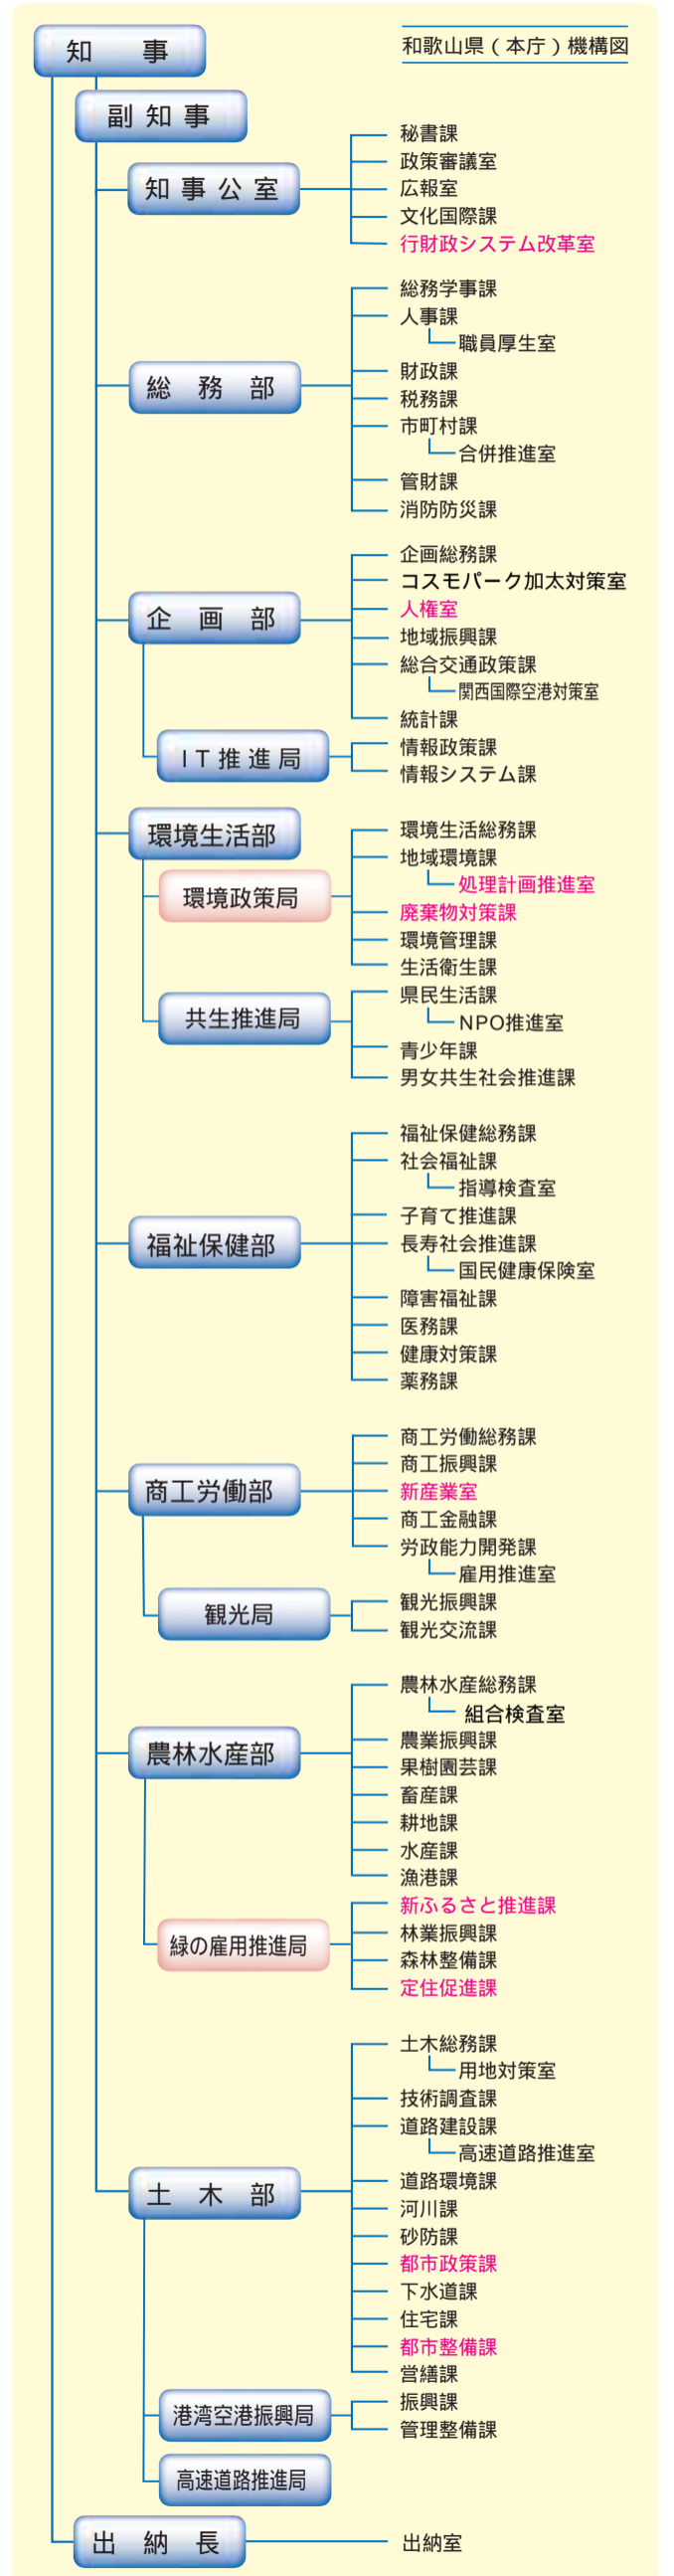 和歌山県（本庁）機構図
知事
副知事
知事公室
秘書課
政策審議室
広報室
文化国際課
行財政システム改革室
総務部
総務学事課
人事課
職員厚生室
財政課
税務課
市町村課
合併推進室
管財課
消防防災課
企画部
企画総務課
コスモパーク加太対策室
人権室
地域振興課
総合交通政策課
関西国際空港対策室
統計課
IT推進局
情報政策課
情報システム課
環境生活部
環境政策局
環境生活総務課
地域環境課
処理計画推進室
廃棄物対策課
環境管理課
生活衛生課
共生推進局
県民生活課
NPO推進室
青少年課
男女共生社会推進課
福祉保健部
福祉保健総務課
社会福祉課
指導検査室
子育て推進課
長寿社会推進課
国民健康保険室
障害福祉課
医務課
健康対策課
薬務課
商工労働部
商工労働総務課
商工振興課
新産業室
商工金融課
労政能力開発課
雇用推進室
観光局
観光振興課
観光交流課
農林水産部
農林水産総務課
組合検査室
農業振興課
果樹園芸課
畜産課
耕地課
水産課
漁港課
緑の雇用推進局
新ふるさと推進課
林業振興課
森林整備課
定住促進課
土木部
土木総務課
用地対策室
技術調査課
道路建設課
高速道路推進室
道路環境課
河川課
砂防課
都市政策課
下水道課
住宅課
都市整備課
営繕課
港湾空港振興局
振興課
管理整備課
高速道路推進局
出納長
出納室